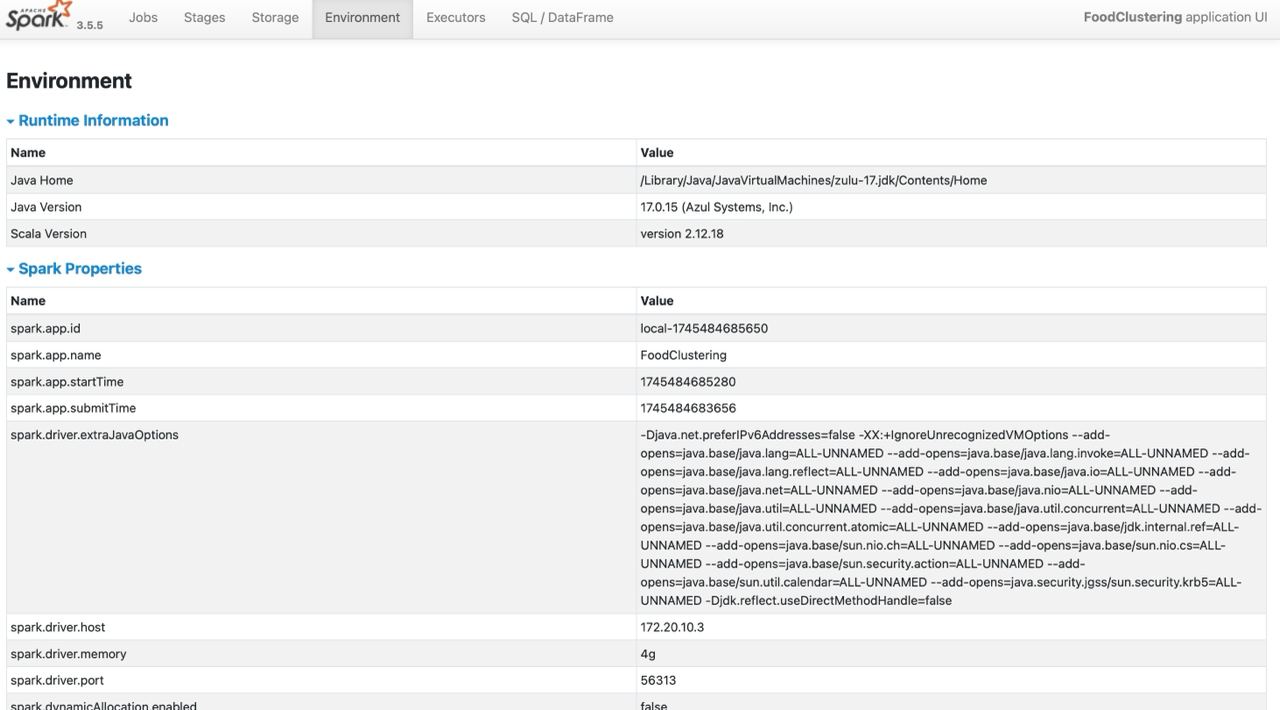 APACHE
Spark 3.5.5 Jobs Stages Storage Environment Executors SQL / DataFrame FoodClustering application UI
Environment
Runtime Information
Name Value
Java Home /Library/Java/JavaVirtualMachines/zulu-17.jdk/Contents/Home
Java Version 17.0.15 (Azul Systems, Inc.)
Scala Version version 2.12.18
Spark Properties
Name Value
spark.app.id local-1745484685650
spark.app.name FoodClustering
spark.app.startTime 1745484685280
spark.app.submitTime 1745484683656
spark.driver.extraJavaOptions -Djava.net.preferIPv6Addresses=false -XX:+IgnoreUnrecognizedVMOptions --add-
opens=java.base/java.lang=ALL-UNNAMED --add-opens=java.base/java.lang.invoke=ALL-UNNAMED --add-
opens=java.base/java.lang.reflect=ALL-UNNAMED --add-opens=java.base/java.io=ALL-UNNAMED --add-
opens=java.base/java.net=ALL-UNNAMED --add-opens=java.base/java.nio=ALL-UNNAMED --add-
opens=java.base/java.util=ALL-UNNAMED --add-opens=java.base/java.util.concurrent=ALL-UNNAMED --add-
opens=java.base/java.util.concurrent.atomic=ALL-UNNAMED --add-opens=java.base/jdk.internal.ref=ALL-
UNNAMED --add-opens=java.base/sun.nio.ch=ALL-UNNAMED --add-opens=java.base/sun.nio.cs=ALL-
UNNAMED --add-opens=java.base/sun.security.action=ALL-UNNAMED --add-
opens=java.base/sun.util.calendar=ALL-UNNAMED --add-opens=java.security.jgss/sun.security.krb5=ALL-
UNNAMED -Djdk.reflect.useDirectMethodHandle=false
spark.driver.host 172.20.10.3
spark.driver.memory 4g
spark.driver.port 56313
spark.dynamicAllocation.enabled false